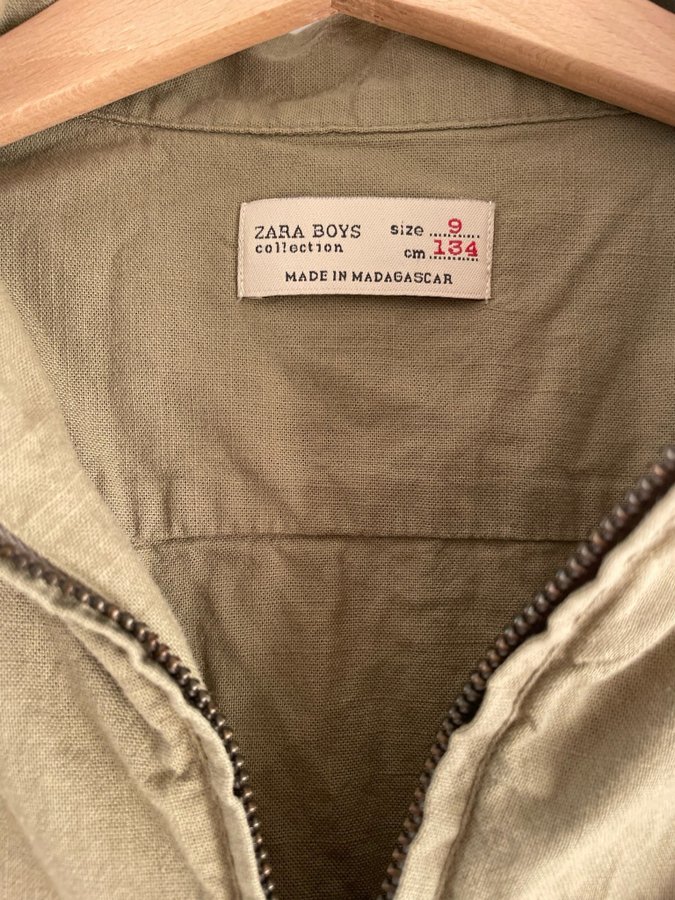 ZARA BOYS
collection
size 9
cm 134
MADE IN MADAGASCAR